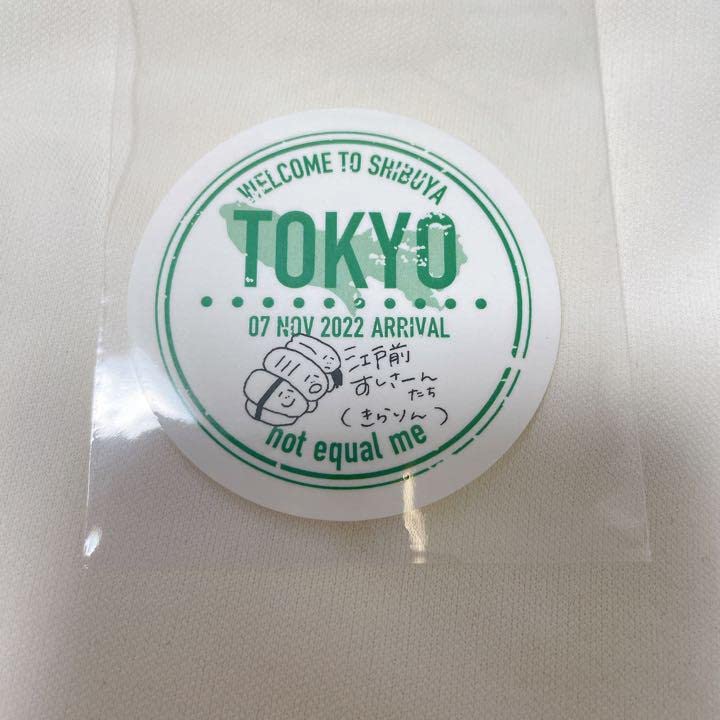 WELCOME TO SHIBUYA
TOKYO
07 NOV 2022 ARRIVAL
江戸前
すしさーん
たち
(きらりん)
not equal me